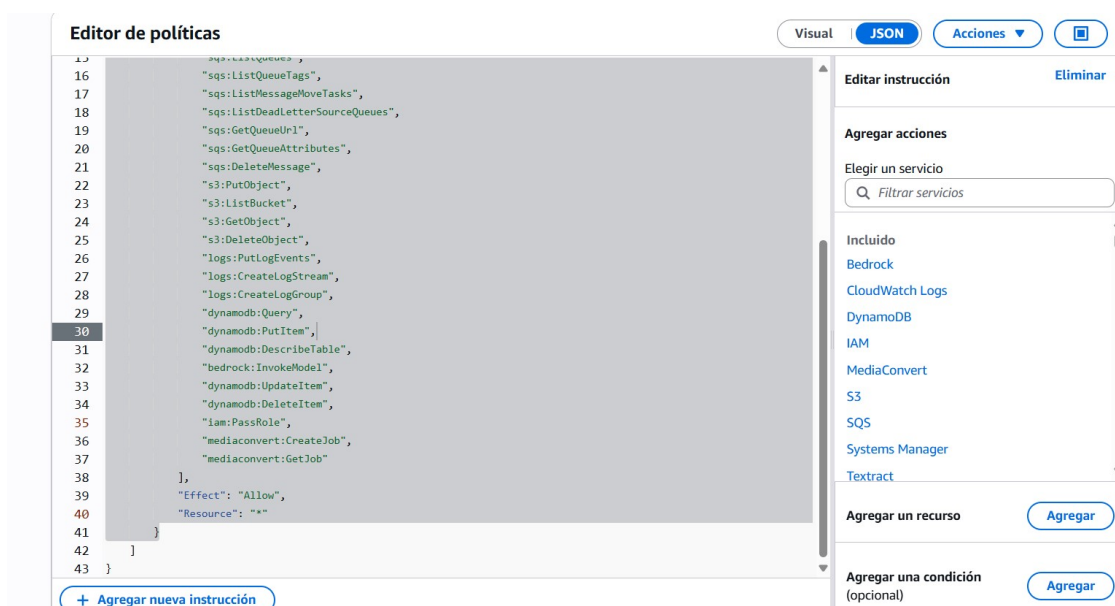 Editor de políticas
Visual
JSON
Acciones
15 "sqs:ListQueues",
16 "sqs:ListQueueTags",
17 "sqs:ListMessageMoveTasks",
18 "sqs:ListDeadLetterSourceQueues",
19 "sqs:GetQueueUrl",
20 "sqs:GetQueueAttributes",
21 "sqs:DeleteMessage",
22 "s3:PutObject",
23 "s3:ListBucket",
24 "s3:GetObject",
25 "s3:DeleteObject",
26 "logs:PutLogEvents",
27 "logs:CreateLogStream",
28 "logs:CreateLogGroup",
29 "dynamodb:Query",
30 "dynamodb:PutItem",
31 "dynamodb:DescribeTable",
32 "bedrock:InvokeModel",
33 "dynamodb:UpdateItem",
34 "dynamodb:DeleteItem",
35 "iam:PassRole",
36 "mediaconvert:CreateJob",
37 "mediaconvert:GetJob"
38 ],
39 "Effect": "Allow",
40 "Resource": "*"
41 }
42 ]
43 }
+ Agregar nueva instrucción
Editar instrucción
Eliminar
Agregar acciones
Elegir un servicio
Filtrar servicios
Incluido
Bedrock
CloudWatch Logs
DynamoDB
IAM
MediaConvert
S3
SQS
Systems Manager
Textract
Agregar un recurso
Agregar
Agregar una condición
(opcional)
Agregar